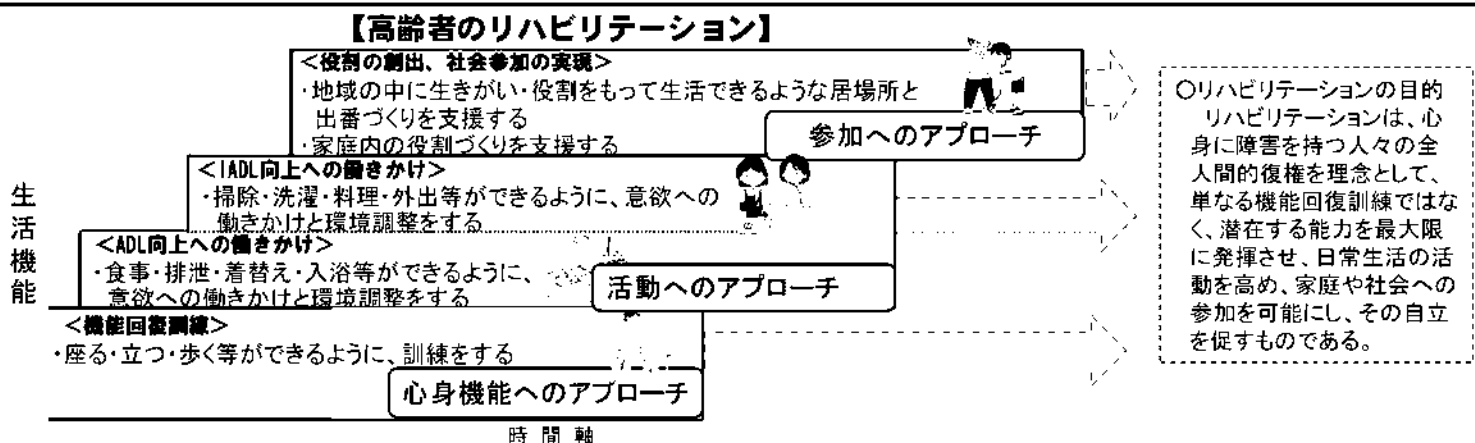 【高齢者のリハビリテーション】
<役割の創出、社会参加の実現>
・地域の中に生きがい・役割をもって生活できるような居場所と
出番づくりを支援する
・家庭内の役割づくりを支援する
参加へのアプローチ
<IADL向上への働きかけ>
・掃除・洗濯・料理・外出等ができるように、意欲への
働きかけと環境調整をする
<ADL向上への働きかけ>
・食事・排泄・着替え・入浴等ができるように、
意欲への働きかけと環境調整をする
活動へのアプローチ
<機能回復訓練>
・座る・立つ・歩く等ができるように、訓練をする
心身機能へのアプローチ
生活機能
時間軸
○リハビリテーションの目的
リハビリテーションは、心
身に障害を持つ人々の全
人間的復権を理念として、
単なる機能回復訓練ではな
く、潜在する能力を最大限
に発揮させ、日常生活の活
動を高め、家庭や社会への
参加を可能にし、その自立
を促すものである。